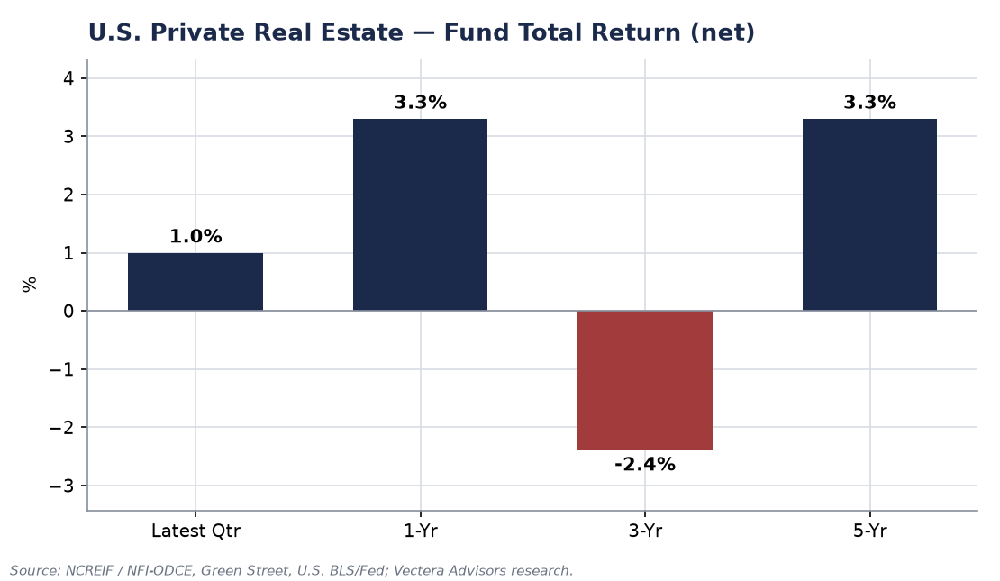 U.S. Private Real Estate — Fund Total Return (net)
%
4
3
2
1
0
−1
−2
−3
1.0%
3.3%
-2.4%
3.3%
Latest Qtr
1-Yr
3-Yr
5-Yr
Source: NCREIF / NFI-ODCE, Green Street, U.S. BLS/Fed; Vectera Advisors research.